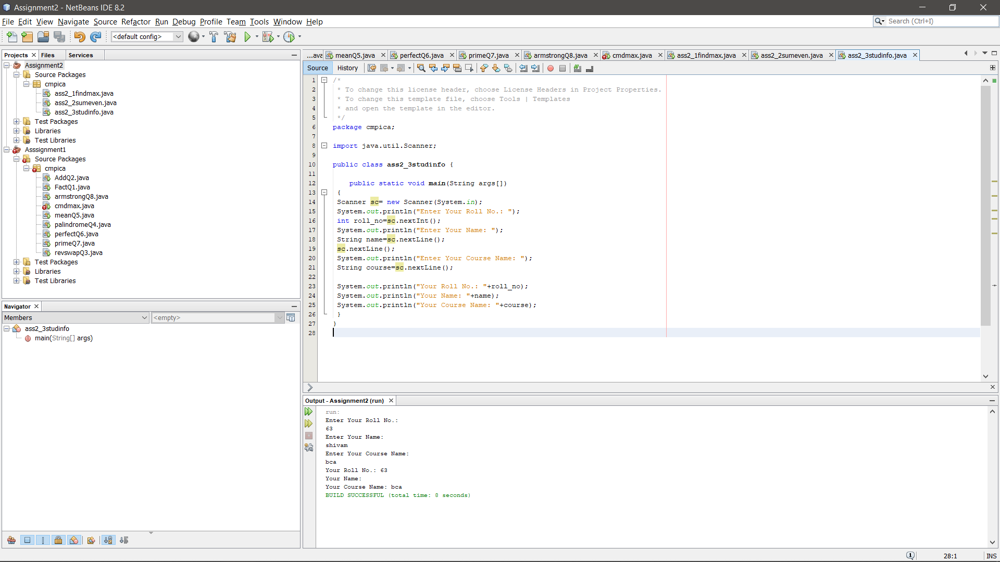 Assignment2 - NetBeans IDE 8.2
File Edit View Navigate Source Refactor Run Debug Profile Team Tools Window Help
Search (Ctrl+I)
<default config>
Projects Files Services
Assignment2
Source Packages
cmpica
ass2_1findmax.java
ass2_2sumeven.java
ass2_3studinfo.java
Test Packages
Libraries
Test Libraries
Asssignment1
Source Packages
cmpica
AddQ2.java
FactQ1.java
armstrongQ8.java
cmdmax.java
meanQ5.java
palindromeQ4.java
perfectQ6.java
primeQ7.java
revswapQ3.java
Test Packages
Libraries
Test Libraries
Navigator
Members
<empty>
ass2_3studinfo
main(String[] args)
...ava meanQ5.java perfectQ6.java primeQ7.java armstrongQ8.java cmdmax.java ass2_1findmax.java ass2_2sumeven.java ass2_3studinfo.java
Source History
1 /*
2 * To change this license header, choose License Headers in Project Properties.
3 * To change this template file, choose Tools | Templates
4 * and open the template in the editor.
5 */
6 package cmpica;
7
8 import java.util.Scanner;
9
10 public class ass2_3studinfo {
11
12 public static void main(String args[])
13 {
14 Scanner sc= new Scanner(System.in);
15 System.out.println("Enter Your Roll No.: ");
16 int roll_no=sc.nextInt();
17 System.out.println("Enter Your Name: ");
18 String name=sc.nextLine();
19 sc.nextLine();
20 System.out.println("Enter Your Course Name: ");
21 String course=sc.nextLine();
22
23 System.out.println("Your Roll No.: "+roll_no);
24 System.out.println("Your Name: "+name);
25 System.out.println("Your Course Name: "+course);
26 }
27 }
28
Output - Assignment2 (run)
run:
Enter Your Roll No.:
63
Enter Your Name:
shivam
Enter Your Course Name:
bca
Your Roll No.: 63
Your Name:
Your Course Name: bca
BUILD SUCCESSFUL (total time: 8 seconds)
28:1 INS